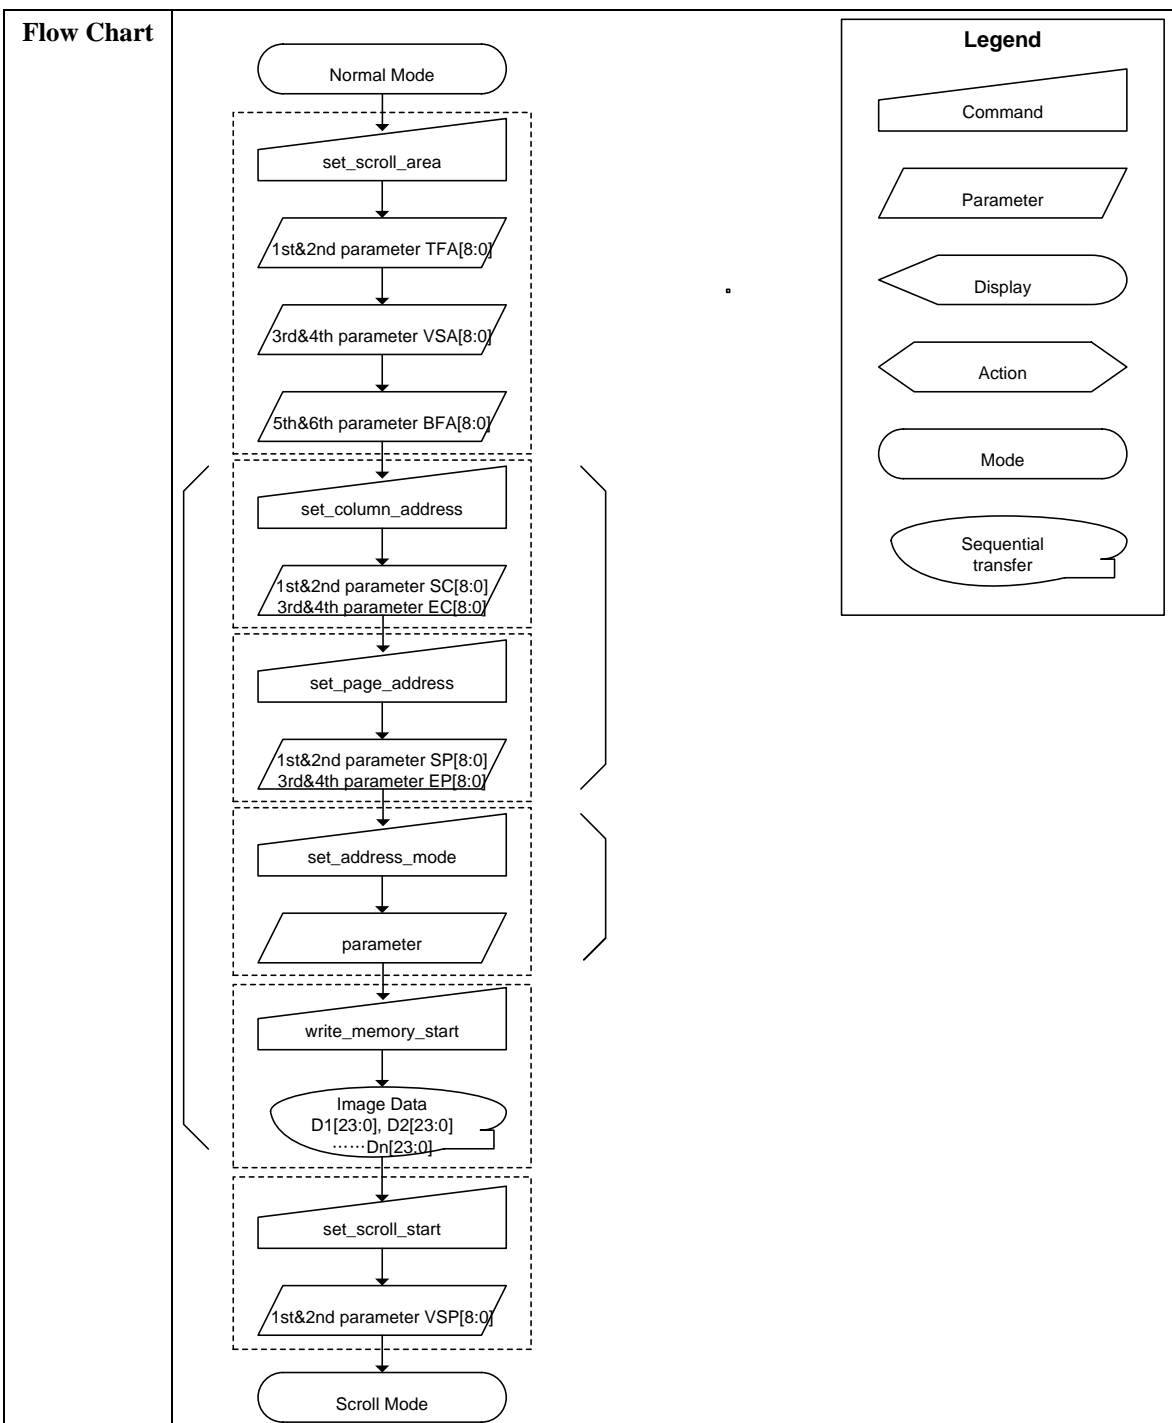 Flow Chart
Normal Mode
set_scroll_area
1st&2nd parameter TFA[8:0]
3rd&4th parameter VSA[8:0]
5th&6th parameter BFA[8:0]
set_column_address
1st&2nd parameter SC[8:0]
3rd&4th parameter EC[8:0]
set_page_address
1st&2nd parameter SP[8:0]
3rd&4th parameter EP[8:0]
set_address_mode
parameter
write_memory_start
Image Data
D1[23:0], D2[23:0]
······Dn[23:0]
set_scroll_start
1st&2nd parameter VSP[8:0]
Scroll Mode
Legend
Command
Parameter
Display
Action
Mode
Sequential
transfer